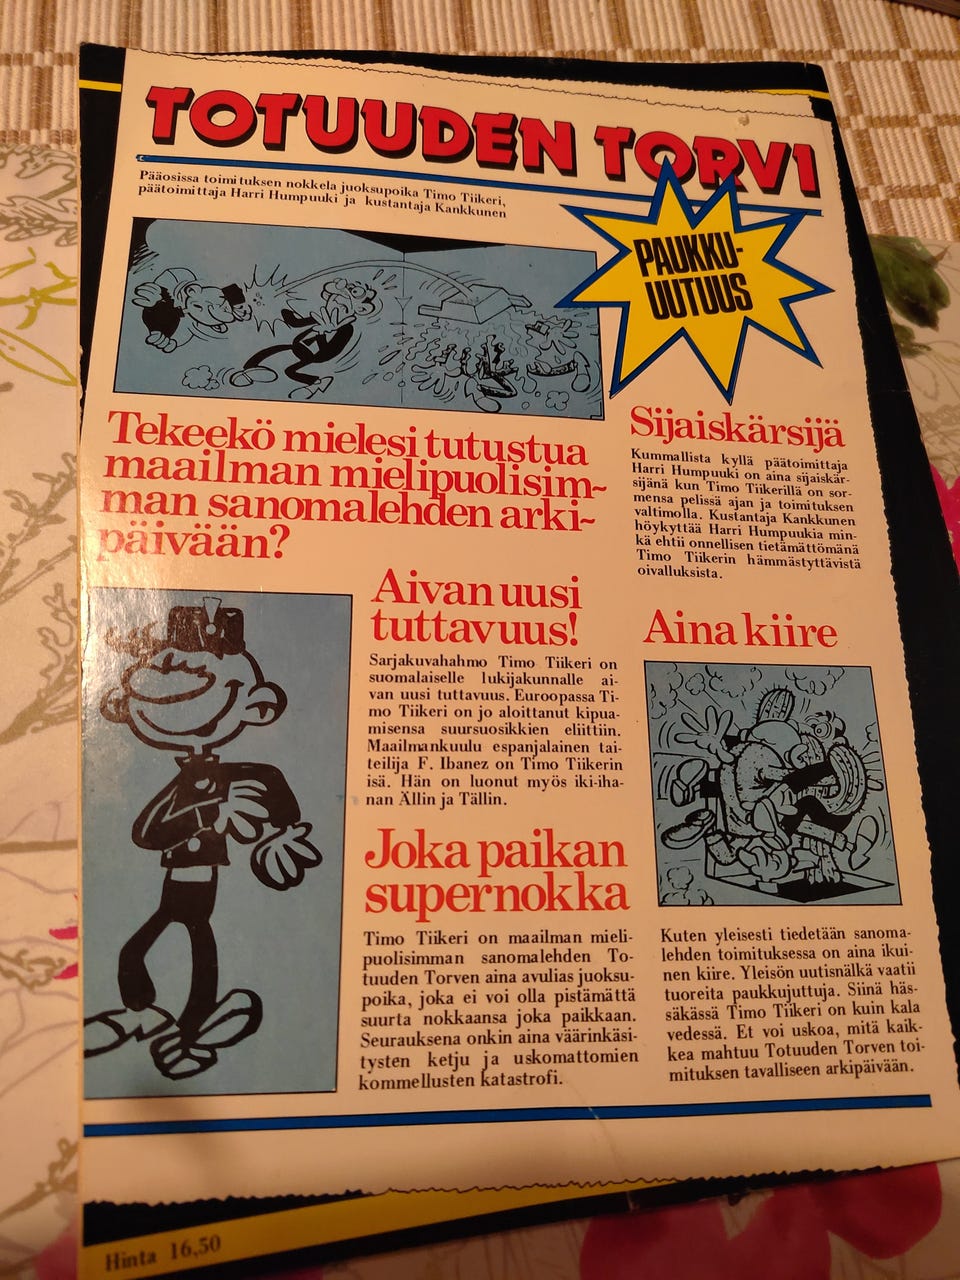 TOTUUDEN TORVI
Pääosissa toimituksen nokkela juoksupoika Timo Tiikeri,
päätoimittaja Harri Humpuuki ja kustantaja Kankkunen
PAUKKU-
UUTUUS
Tekeekö mielesi tutustua
maailman mielipuolisim-
man sanomalehden arki-
päivään?
Sijaiskärsijä
Kummallista kyllä päätoimittaja
Harri Humpuuki on aina sijaiskär-
sijänä kun Timo Tiikerillä on sor-
mensa pelissä ajan ja toimituksen
valtimolla. Kustantaja Kankkunen
höykyttää Harri Humpuukia min-
kä ehtii onnellisen tietämättömänä
Timo Tiikerin hämmästyttävistä
oivalluksista.
Aivan uusi
tuttavuus!
Sarjakuvahahmo Timo Tiikeri on
suomalaiselle lukijakunnalle ai-
van uusi tuttavuus. Euroopassa Ti-
mo Tiikeri on jo aloittanut kipua-
misensa suursuosikkien eliittiin.
Maailmankuulu espanjalainen tai-
teilija F. Ibanez on Timo Tiikerin
isä. Hän on luonut myös iki-iha-
nan Ällin ja Tällin.
Joka paikan
supernokka
Timo Tiikeri on maailman mieli-
puolisimman sanomalehden To-
tuuden Torven aina avulias juoksu-
poika, joka ei voi olla pistämättä
suurta nokkaansa joka paikkaan.
Seurauksena onkin aina väärinkäsi-
tysten ketju ja uskomattomien
kommellusten katastrofi.
Aina kiire
Kuten yleisesti tiedetään sanoma-
lehden toimituksessa on aina ikui-
nen kiire. Yleisön uutisnälkä vaatii
tuoreita paukkujuttuja. Siinä häs-
säkässä Timo Tiikeri on kuin kala
vedessä. Et voi uskoa, mitä kaik-
kea mahtuu Totuuden Torven toi-
mituksen tavalliseen arkipäivään.
Hinta 16,50